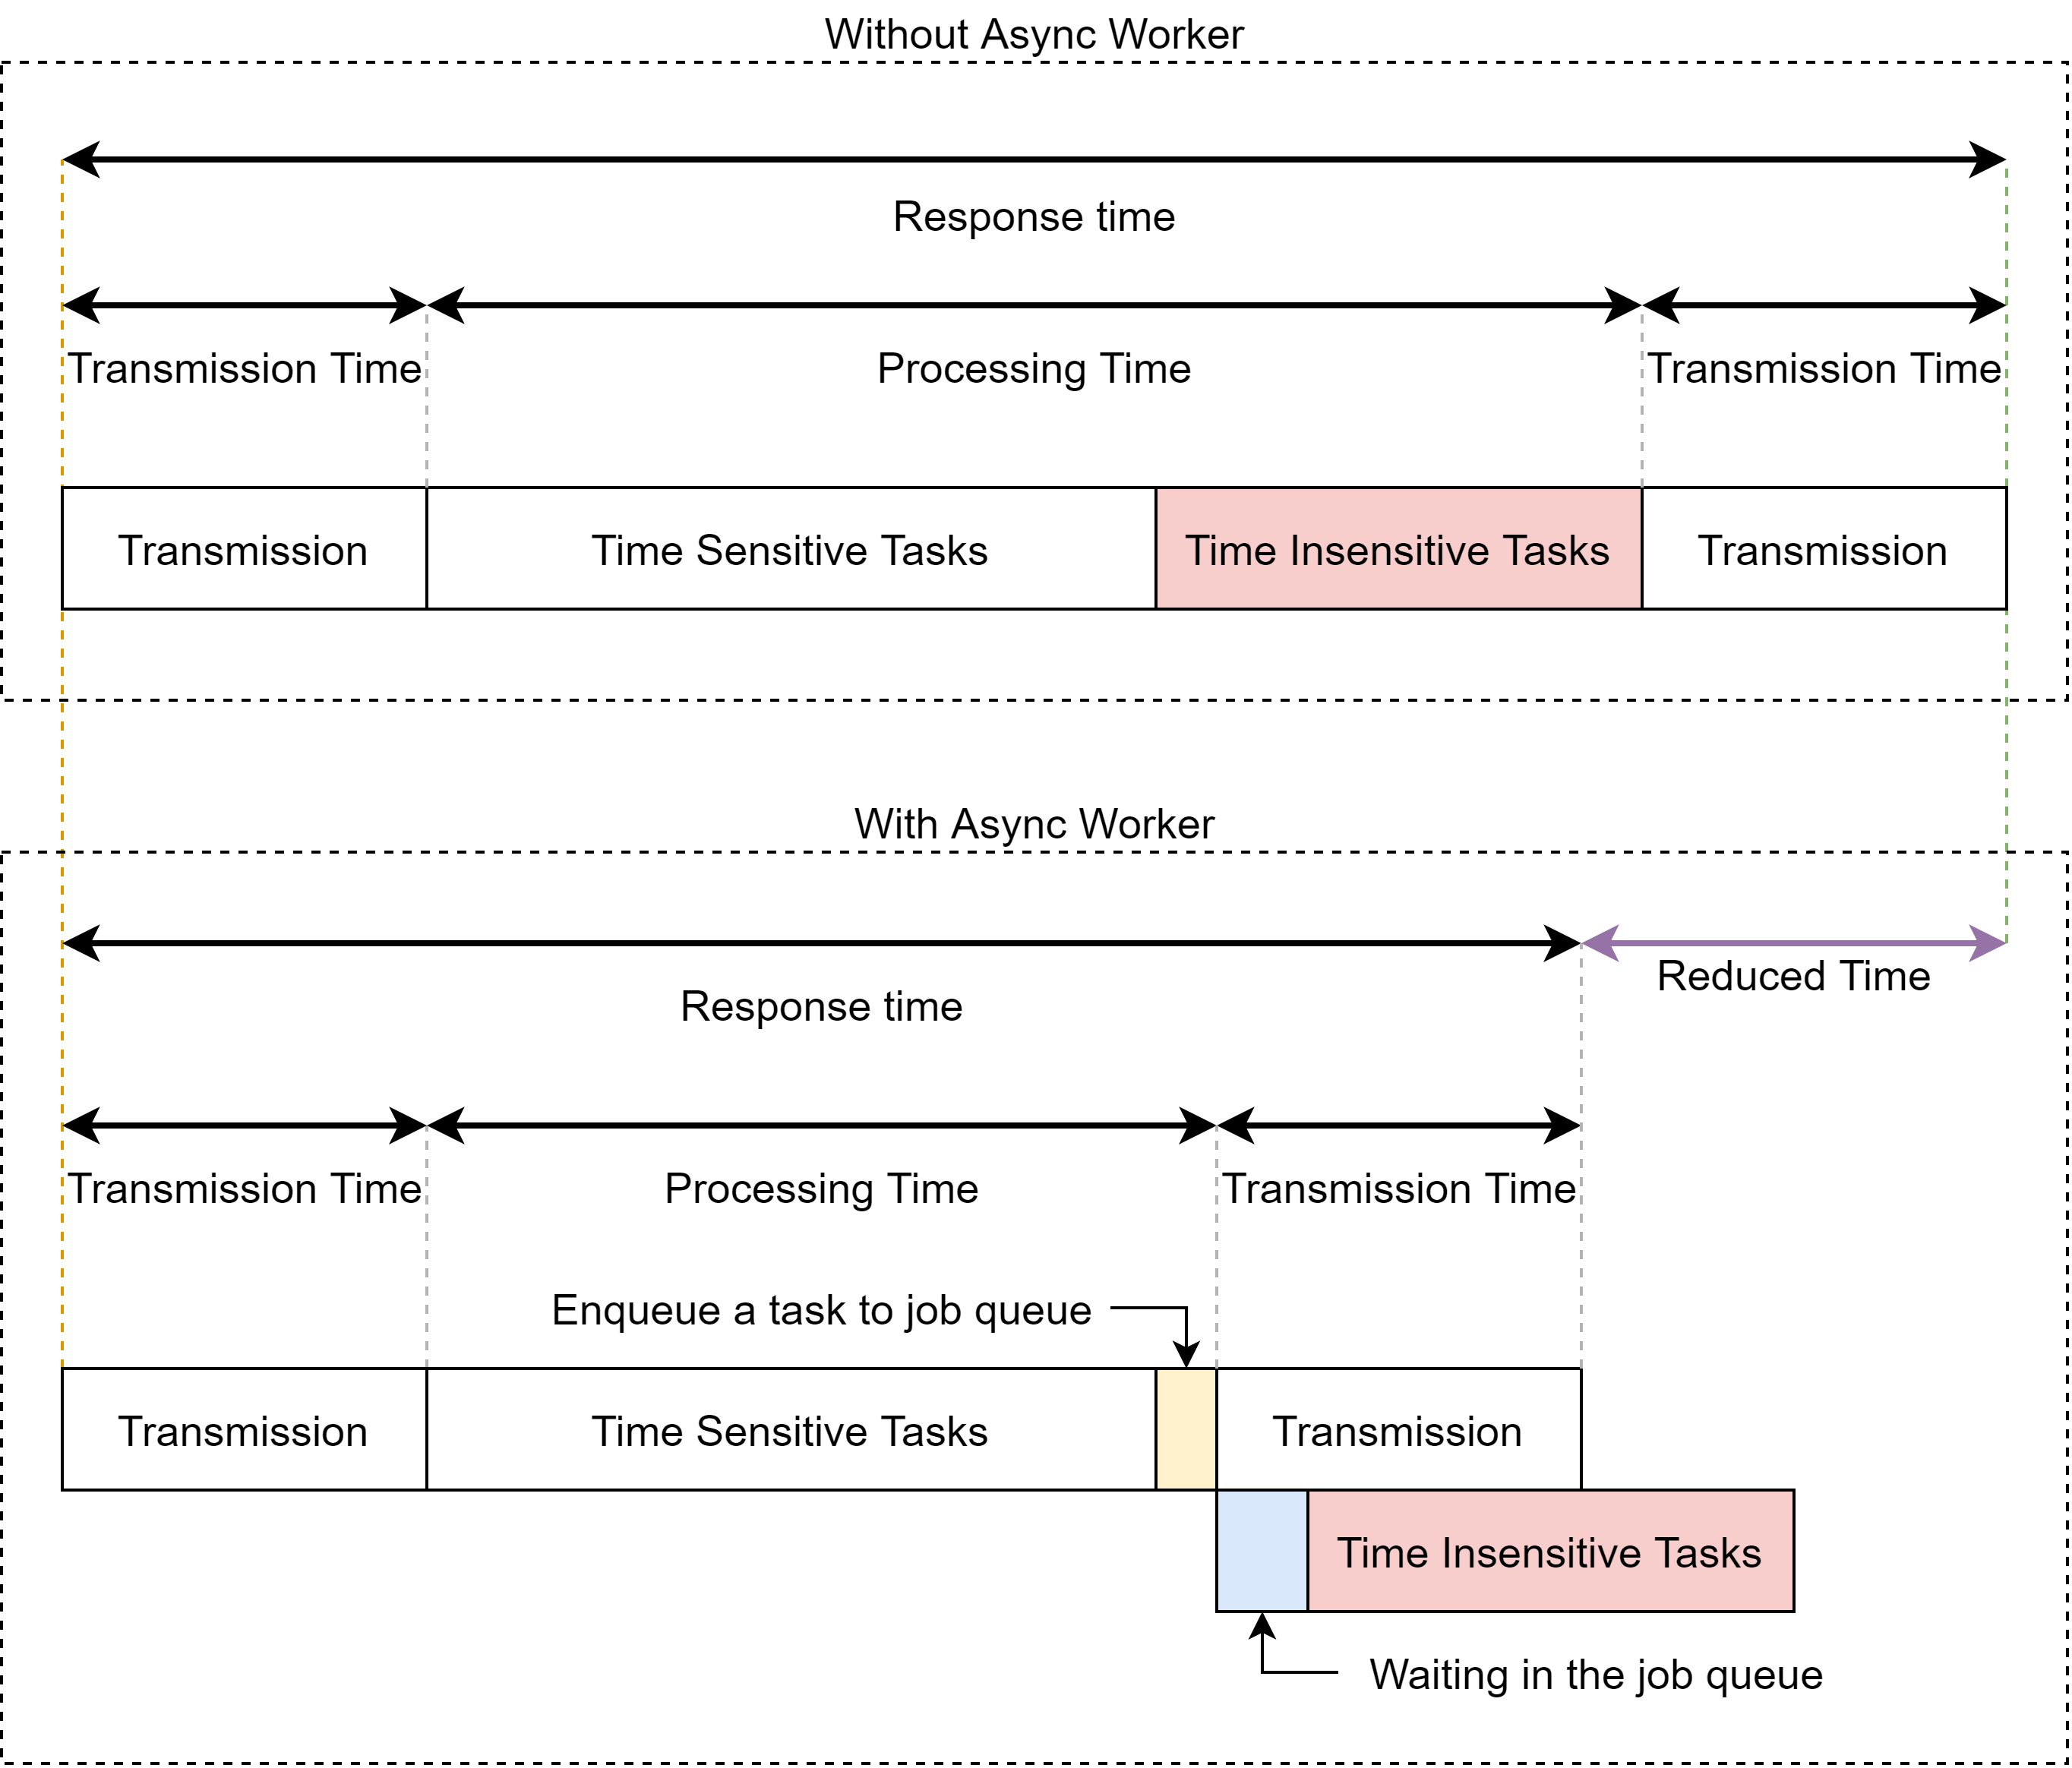 Without Async Worker
Response time
Transmission Time
Processing Time
Transmission Time
Transmission
Time Sensitive Tasks
Time Insensitive Tasks
Transmission
With Async Worker
Reduced Time
Response time
Transmission Time
Processing Time
Transmission Time
Enqueue a task to job queue
Transmission
Time Sensitive Tasks
Transmission
Time Insensitive Tasks
Waiting in the job queue